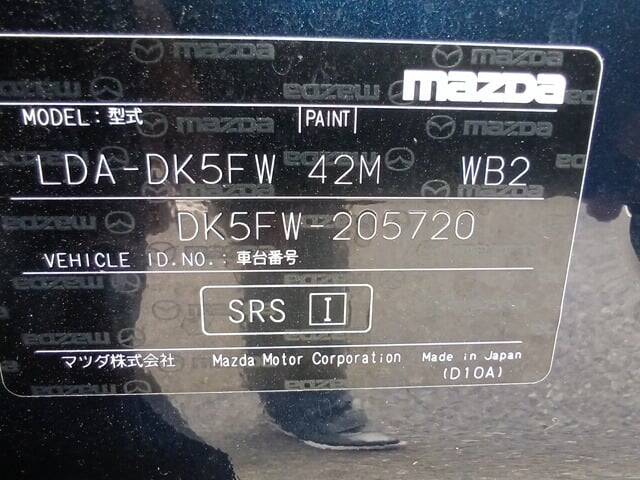 mazda
MODEL : 型式 PAINT
LDA-DK5FW 42M WB2
DK5FW-205720
VEHICLE ID.NO.: 車台番号
SRS I
マツダ株式会社 Mazda Motor Corporation Made in Japan
(D10A)